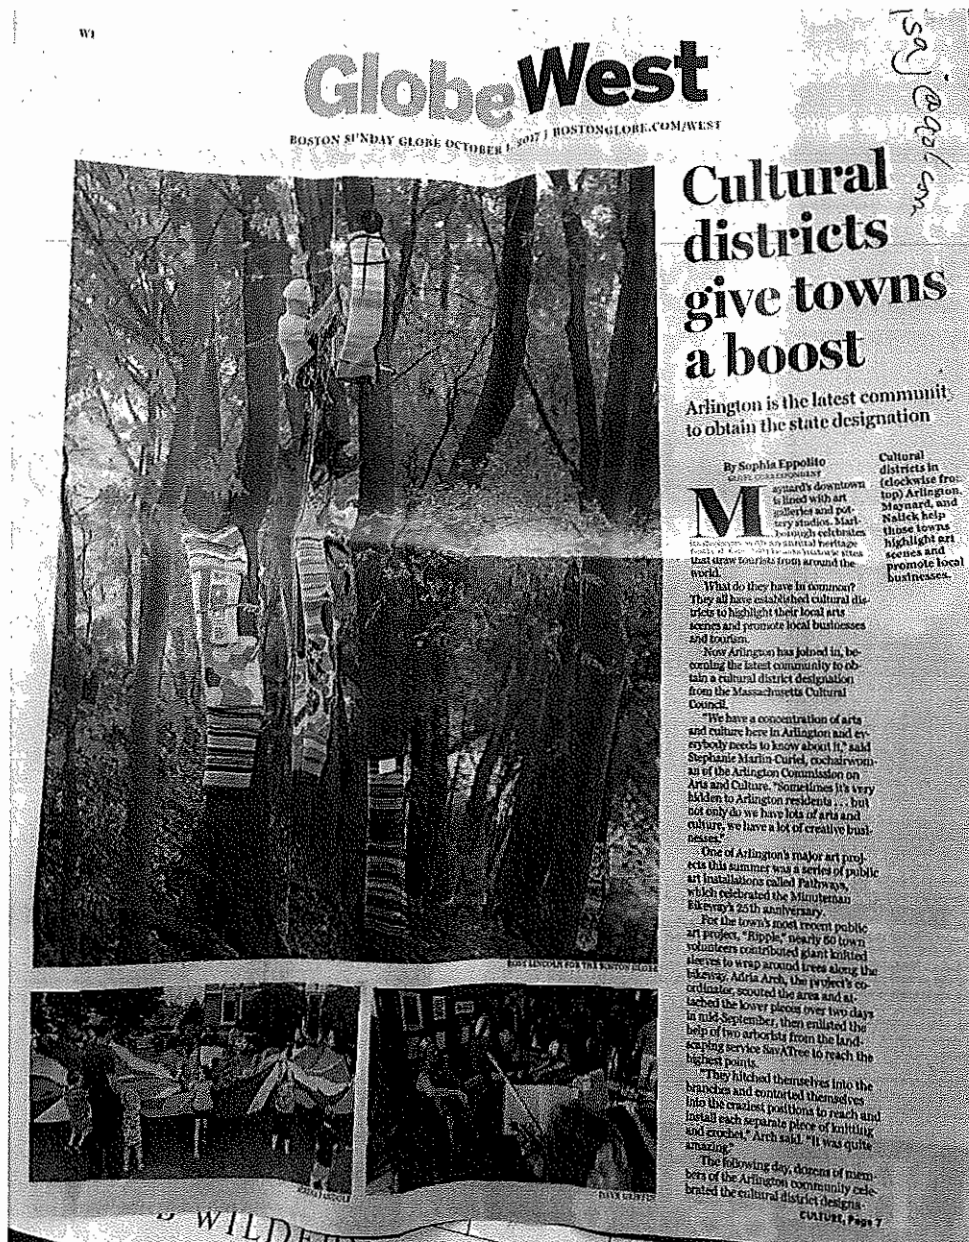 W1
GlobeWest
BOSTON SUNDAY GLOBE OCTOBER 1, 2017 | BOSTONGLOBE.COM/WEST
Cultural
districts
give towns
a boost
Arlington is the latest communit
to obtain the state designation
By Sophia Eppolito
GLOBE CORRESPONDENT
Maynard's downtown
is lined with art
galleries and pot-
tery studios. Marl-
borough celebrates
its diversity with an annual heritage
festival
that draw tourists from around the
world.
What do they have in common?
They all have established cultural dis-
tricts to highlight their local arts
scenes and promote local businesses
and tourism.
Now Arlington has joined in, be-
coming the latest community to ob-
tain a cultural district designation
from the Massachusetts Cultural
Council.
"We have a concentration of arts
and culture here in Arlington and ev-
erybody needs to know about it," said
Stephanie Marlin-Curiel, cochairwom-
an of the Arlington Commission on
Arts and Culture. "Sometimes it's very
hidden to Arlington residents . . . but
not only do we have lots of arts and
culture, we have a lot of creative busi-
nesses."
One of Arlington's major art proj-
ects this summer was a series of public
art installations called Pathways,
which celebrated the Minuteman
Bikeway's 25th anniversary.
For the town's most recent public
art project, "Ripple," nearly 60 town
volunteers contributed giant knitted
sleeves to wrap around trees along the
bikeway. Adria Arch, the project's co-
ordinator, scouted the area and at-
tached the lower pieces over two days
in mid-September, then enlisted the
help of two arborists from the land-
scaping service SavATree to reach the
highest points.
"They hitched themselves into the
branches and contorted themselves
into the craziest positions to reach and
install each separate piece of knitting
and crochet," Arch said. "It was quite
amazing."
The following day, dozens of mem-
bers of the Arlington community cele-
brated the cultural district designa-
CULTURE, Page 7
Cultural
districts in
(clockwise from
top) Arlington,
Maynard, and
Natick help
those towns
highlight art
scenes and
promote local
businesses.
ROSE LINCOLN FOR THE BOSTON GLOBE
DAVE GRIFFIN
WILDE